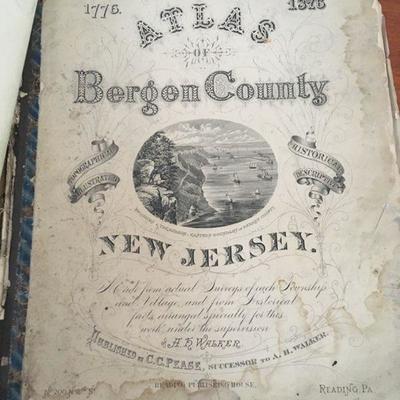 1776. 1876
ATLAS
OF
Bergen County
TOPOGRAPHICAL
ILLUSTRATED
HISTORICAL
DESCRIPTIVE
NEW JERSEY.
Made from actual Surveys of each Township
and Village, and from Historical
facts, arranged specially for this
work under the supervision
of A. H. WALKER.
PUBLISHED BY C. C. PEASE, SUCCESSOR TO A. H. WALKER.
READING PUBLISHING HOUSE.
READING, PA